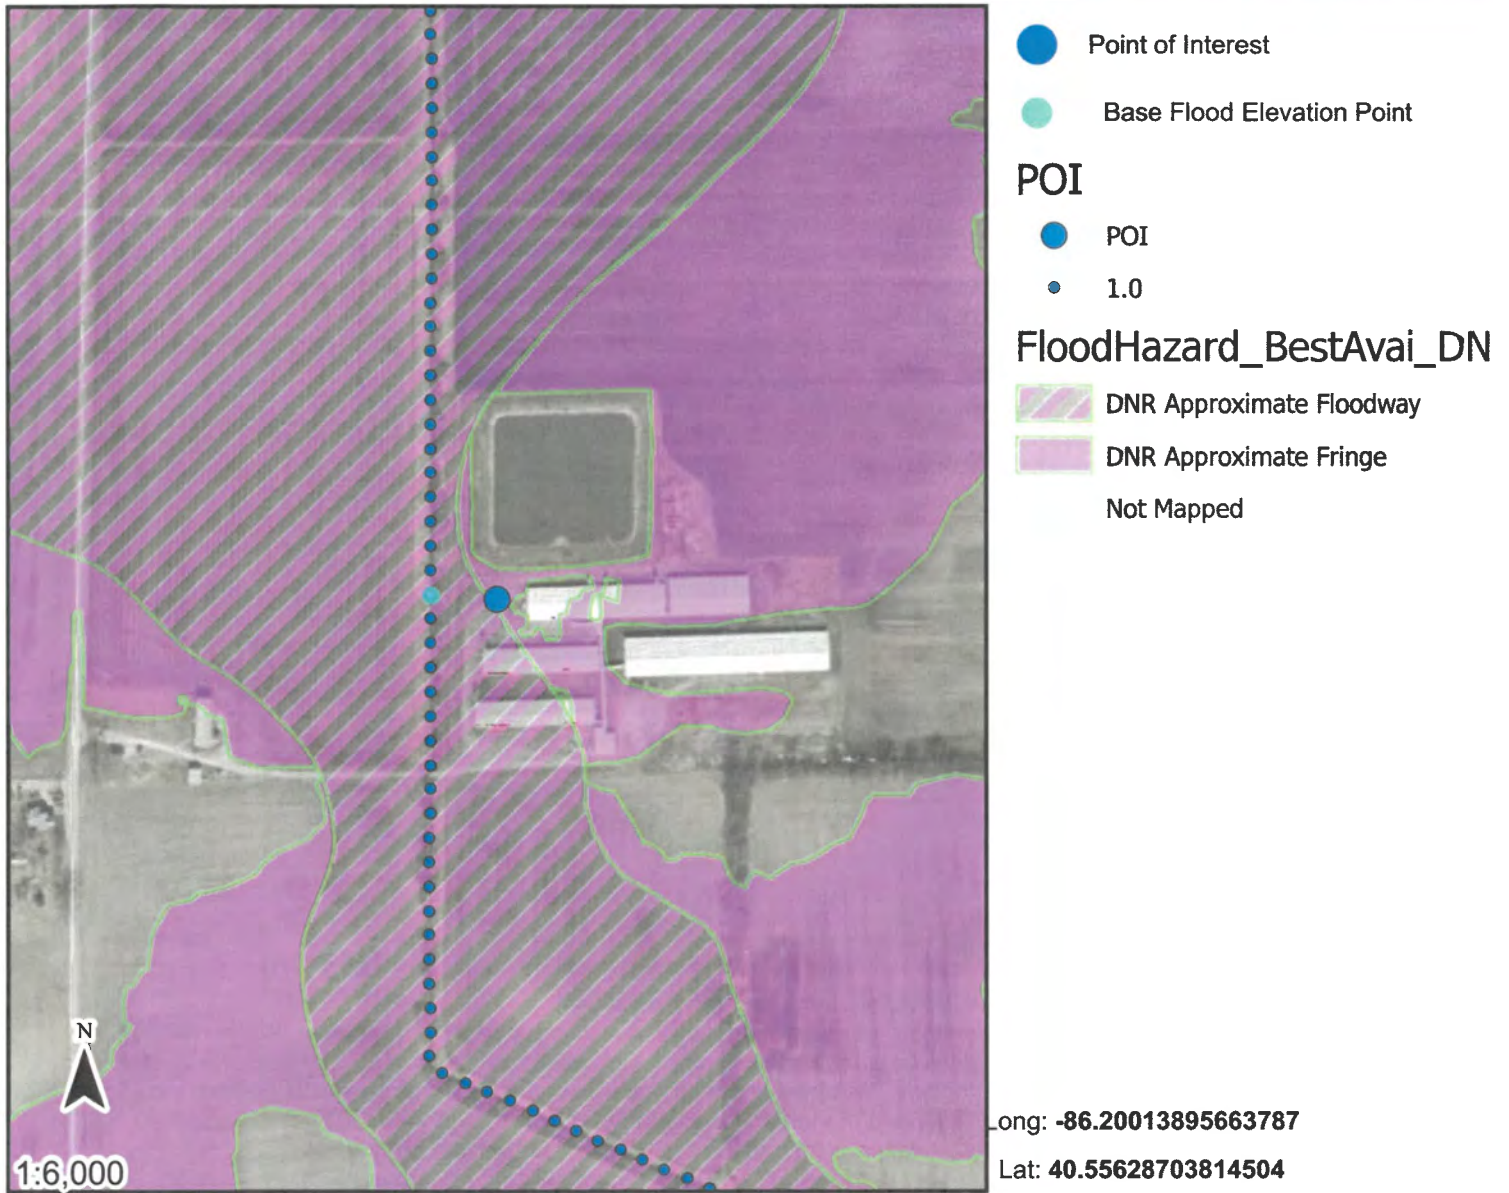 Point of Interest
Base Flood Elevation Point
POI
POI
1.0
FloodHazard_BestAvai_DN
DNR Approximate Floodway
DNR Approximate Fringe
Not Mapped
N
1:6,000
Long: -86.20013895663787
Lat: 40.55628703814504